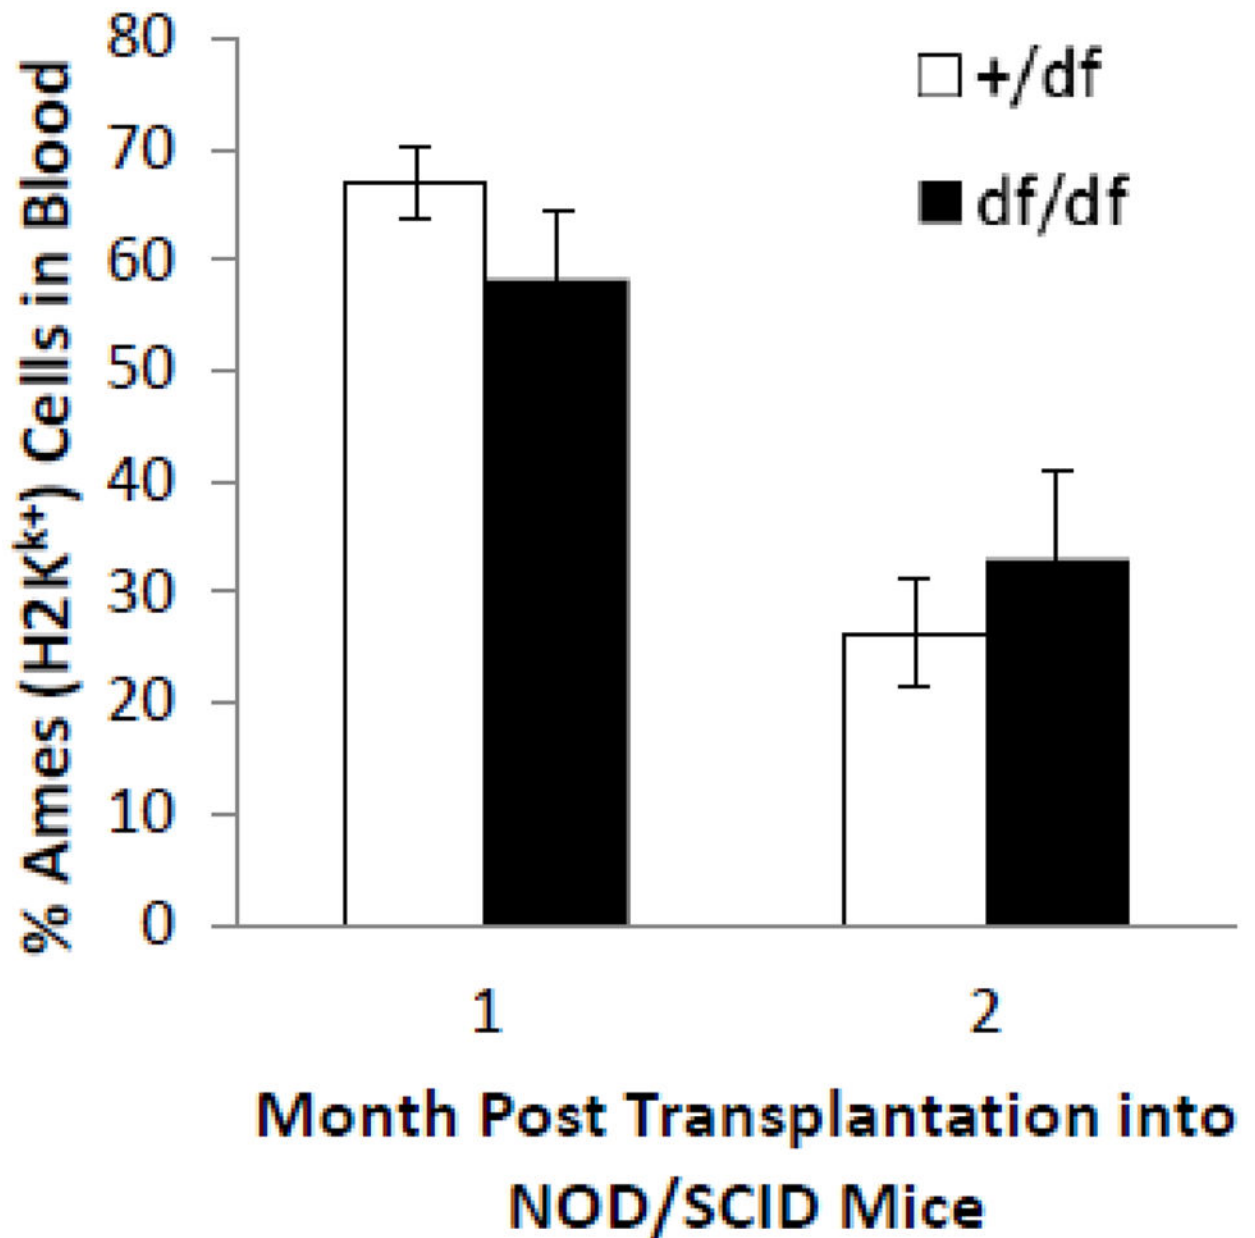 % Ames (H2Kᵏ⁺) Cells in Blood
80
70
60
50
40
30
20
10
0
+/df
df/df
1
2
Month Post Transplantation into
NOD/SCID Mice